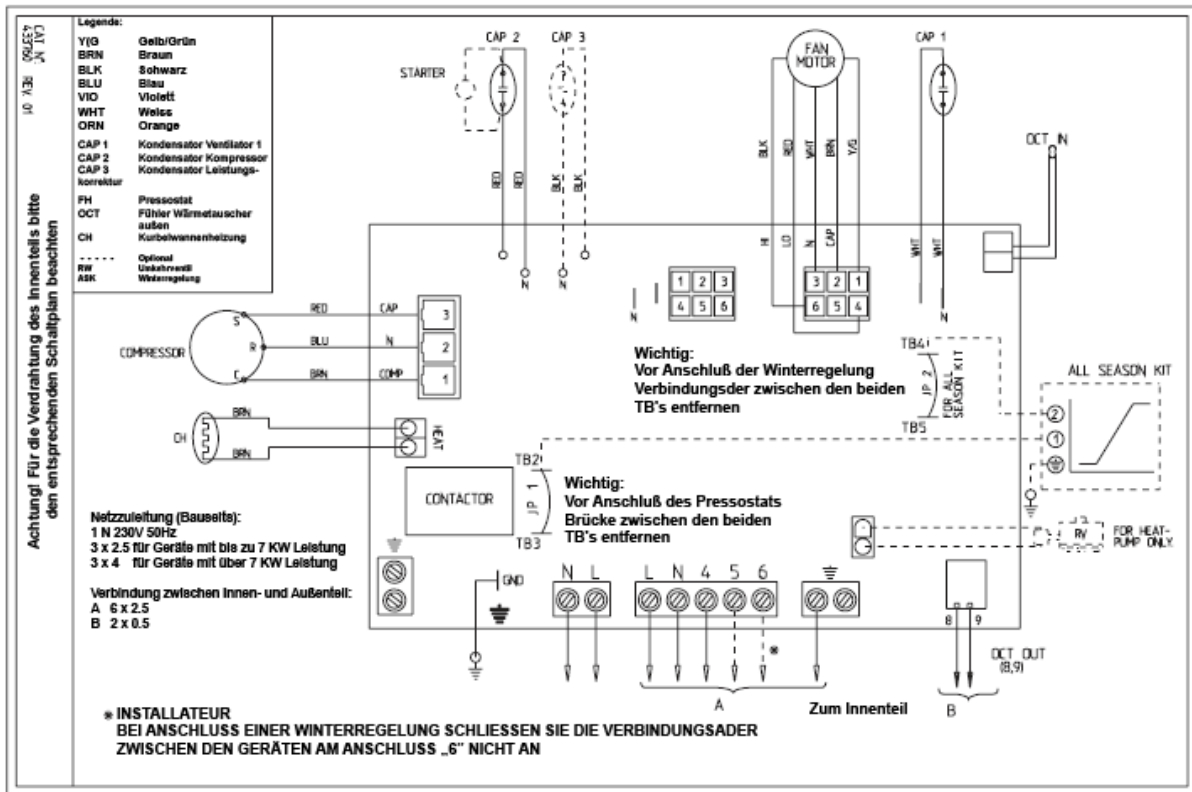 CAT. N°.
433750 REV. 01
Achtung! Für die Verdrahtung des Innenteils bitte
den entsprechenden Schaltplan beachten
Legende:
Y(G Gelb/Grün
BRN Braun
BLK Schwarz
BLU Blau
VIO Violett
WHT Weiss
ORN Orange
CAP 1 Kondensator Ventilator 1
CAP 2 Kondensator Kompressor
CAP 3 Kondensator Leistungs-
korrektur
FH Pressostat
OCT Fühler Wärmetauscher
außen
CH Kurbelwannenheizung
Optional
RW Umkehrventil
ASK Winterregelung
CAP 2
CAP 3
STARTER
RED
RED
BLK
BLK
N
N
FAN
MOTOR
BLK
RED
WHT
BRN
Y/G
HI
LO
N
CAP
CAP 1
WHT
WHT
N
OCT IN
N
1 2 3
4 5 6
3 2 1
6 5 4
COMPRESSOR
S
R
C
RED CAP 3
BLU N 2
BRN COMP 1
CH
BRN
BRN
HEAT
Wichtig:
Vor Anschluß der Winterregelung
Verbindungsder zwischen den beiden
TB's entfernen
TB4
JP 2
FOR ALL
SEASON KIT
TB5
ALL SEASON KIT
2
1
CONTACTOR
TB2
JP 1
TB3
Wichtig:
Vor Anschluß des Pressostats
Brücke zwischen den beiden
TB's entfernen
RV
FOR HEAT-
PUMP ONLY.
Netzzuleitung (Bauseits):
1 N 230V 50Hz
3 x 2.5 für Geräte mit bis zu 7 KW Leistung
3 x 4 für Geräte mit über 7 KW Leistung
Verbindung zwischen Innen- und Außenteil:
A 6 x 2.5
B 2 x 0.5
GND
N L
L N 4 5 6
8 9
OCT OUT
(8,9)
※
A
Zum Innenteil
B
※ INSTALLATEUR
BEI ANSCHLUSS EINER WINTERREGELUNG SCHLIESSEN SIE DIE VERBINDUNGSADER
ZWISCHEN DEN GERÄTEN AM ANSCHLUSS „6" NICHT AN